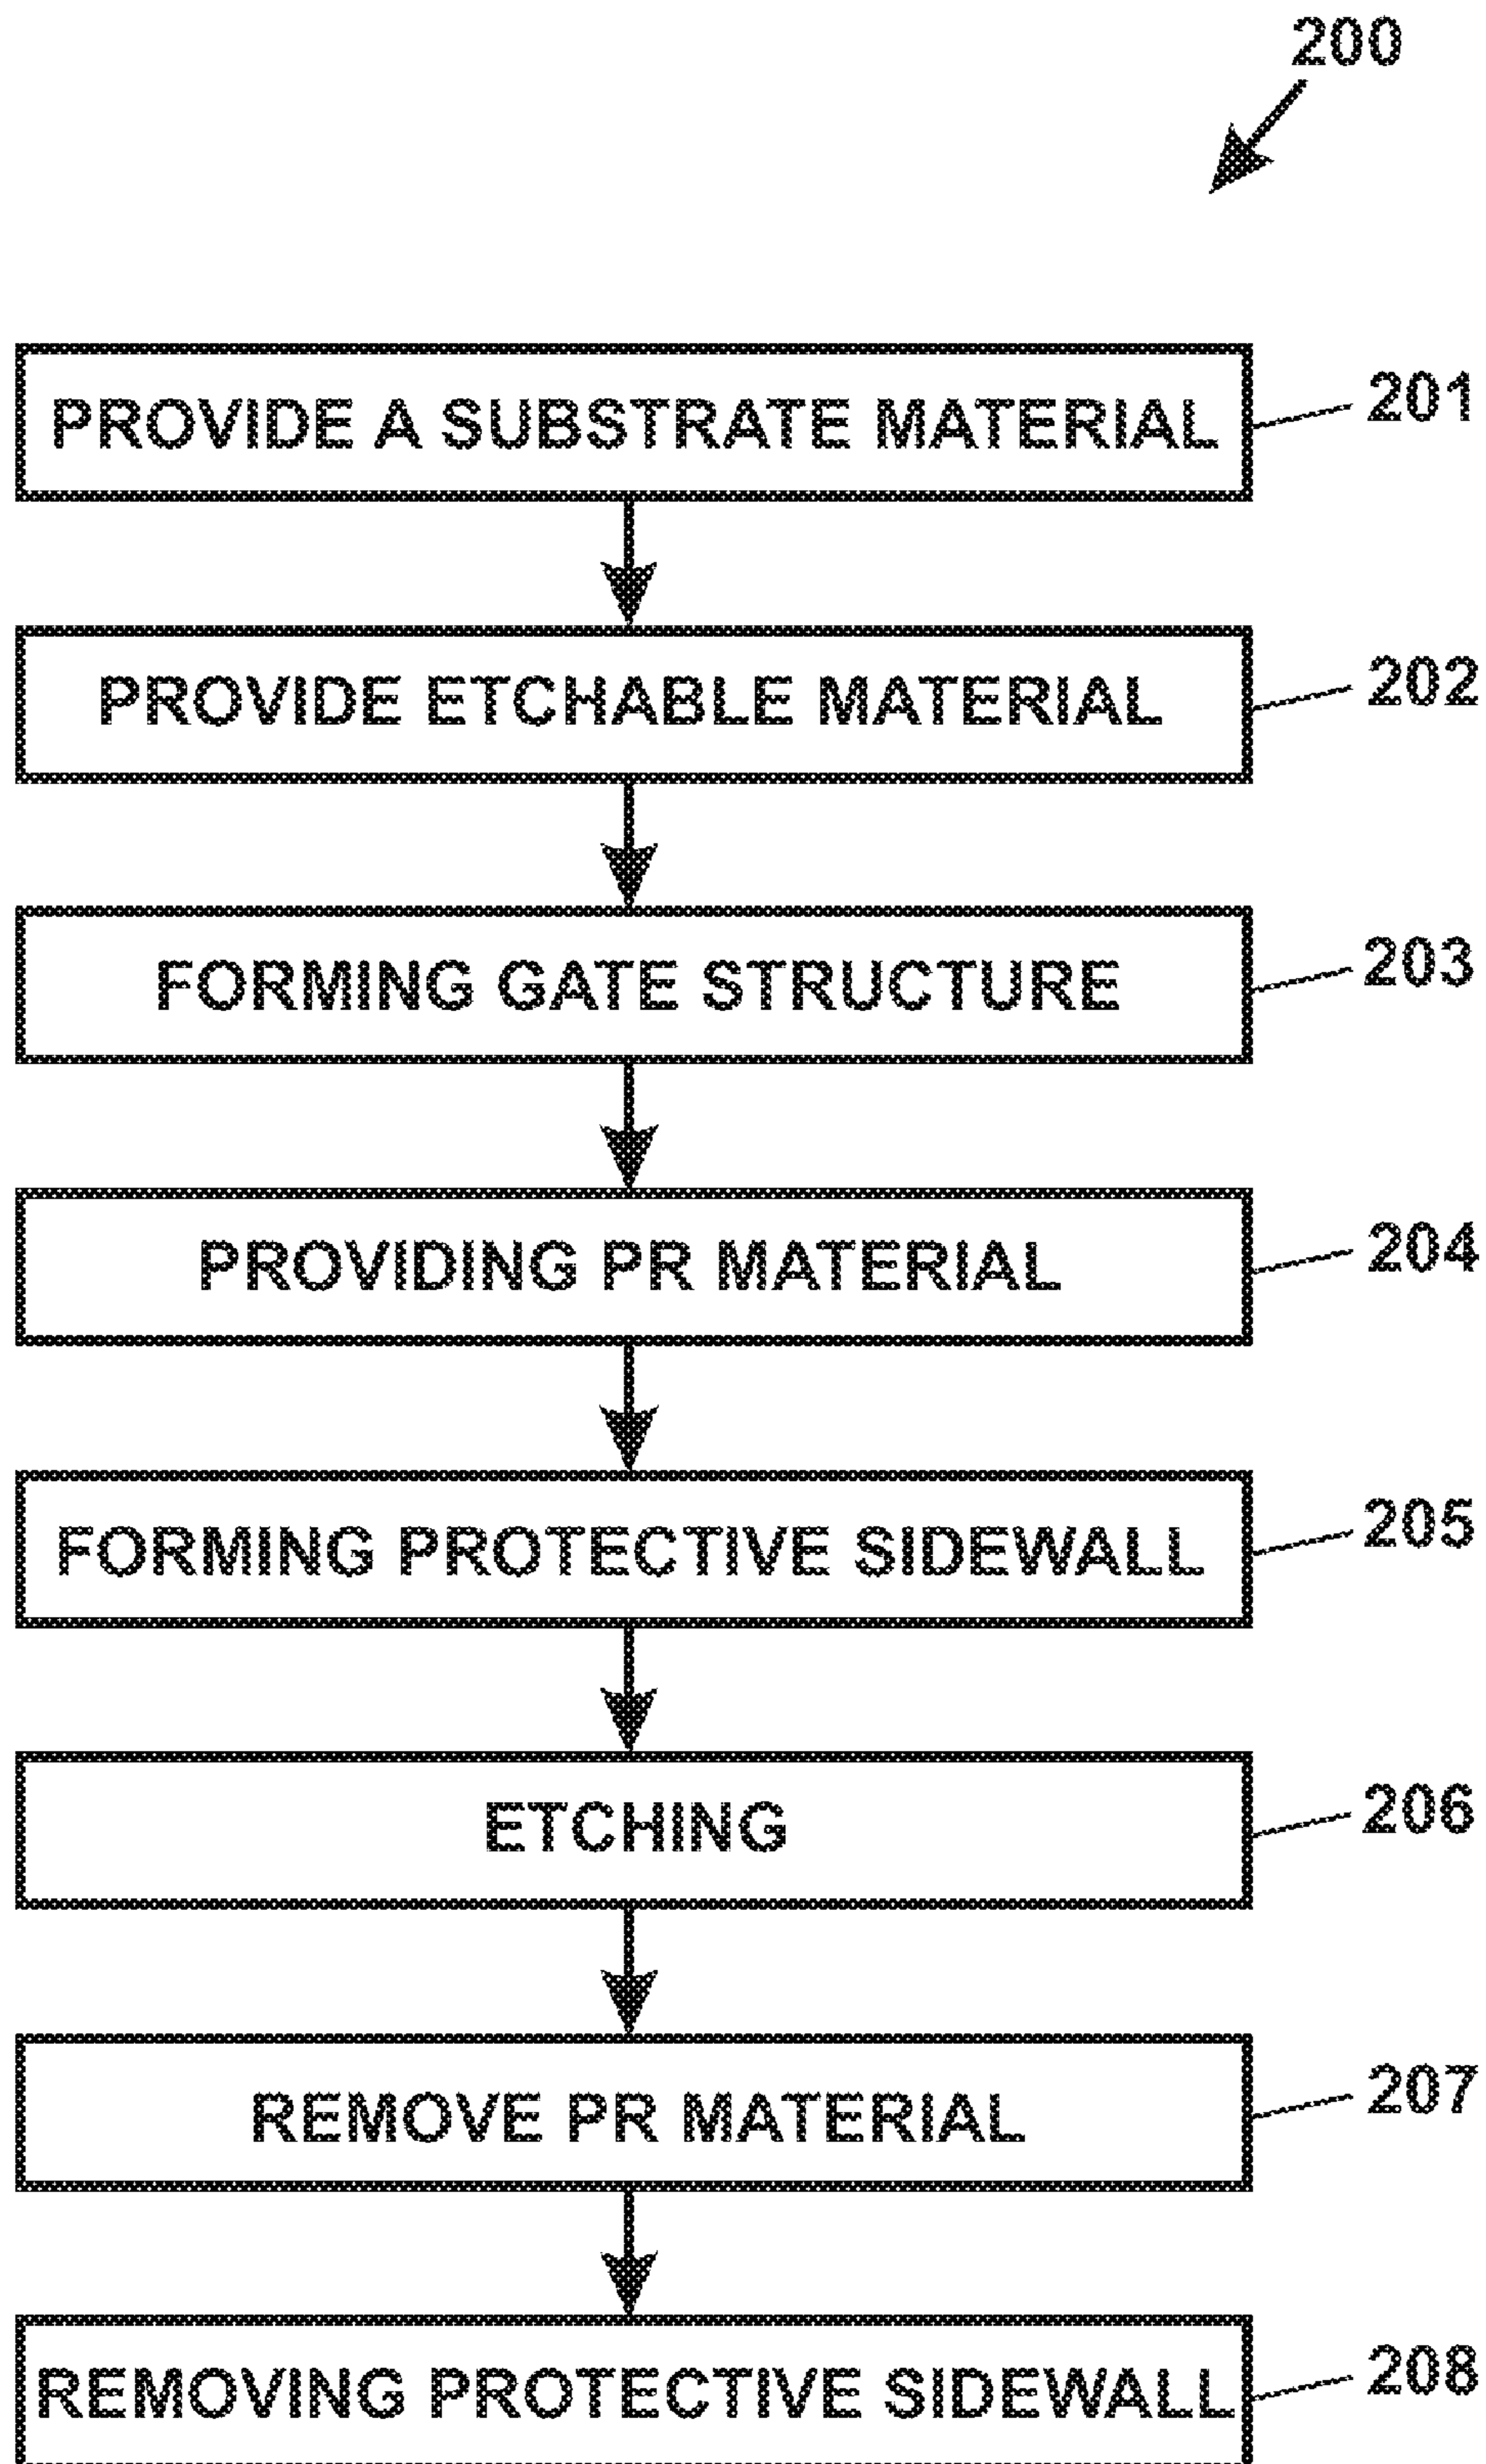 200
PROVIDE A SUBSTRATE MATERIAL 201
PROVIDE ETCHABLE MATERIAL 202
FORMING GATE STRUCTURE 203
PROVIDING PR MATERIAL 204
FORMING PROTECTIVE SIDEWALL 205
ETCHING 206
REMOVE PR MATERIAL 207
REMOVING PROTECTIVE SIDEWALL 208